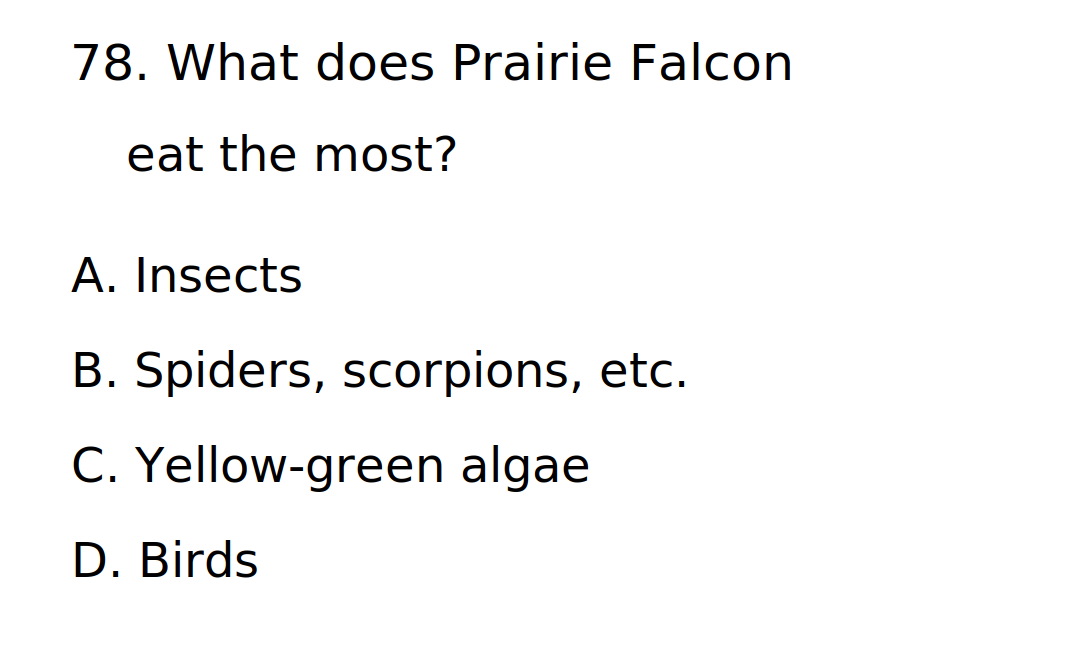 78. What does Prairie Falcon
eat the most?
A. Insects
B. Spiders, scorpions, etc.
C. Yellow-green algae
D. Birds